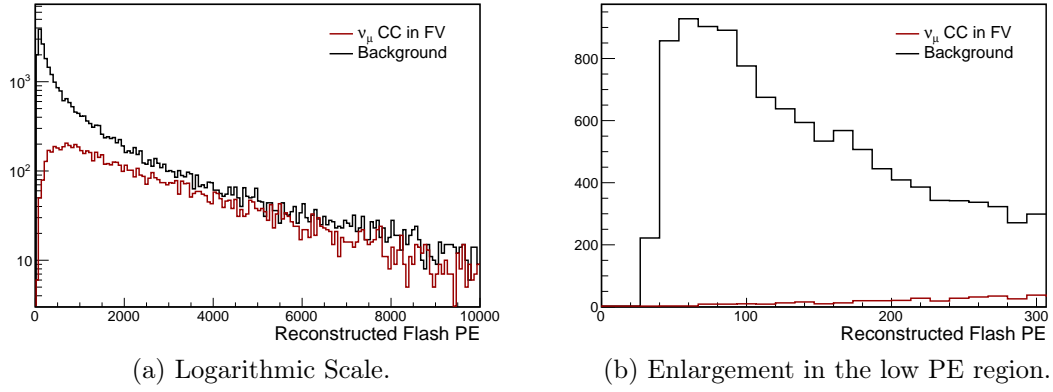 ν_μ CC in FV
Background
10³
10²
10
0 2000 4000 6000 8000 10000
Reconstructed Flash PE
(a) Logarithmic Scale.
ν_μ CC in FV
Background
800
600
400
200
0
0 100 200 300
Reconstructed Flash PE
(b) Enlargement in the low PE region.